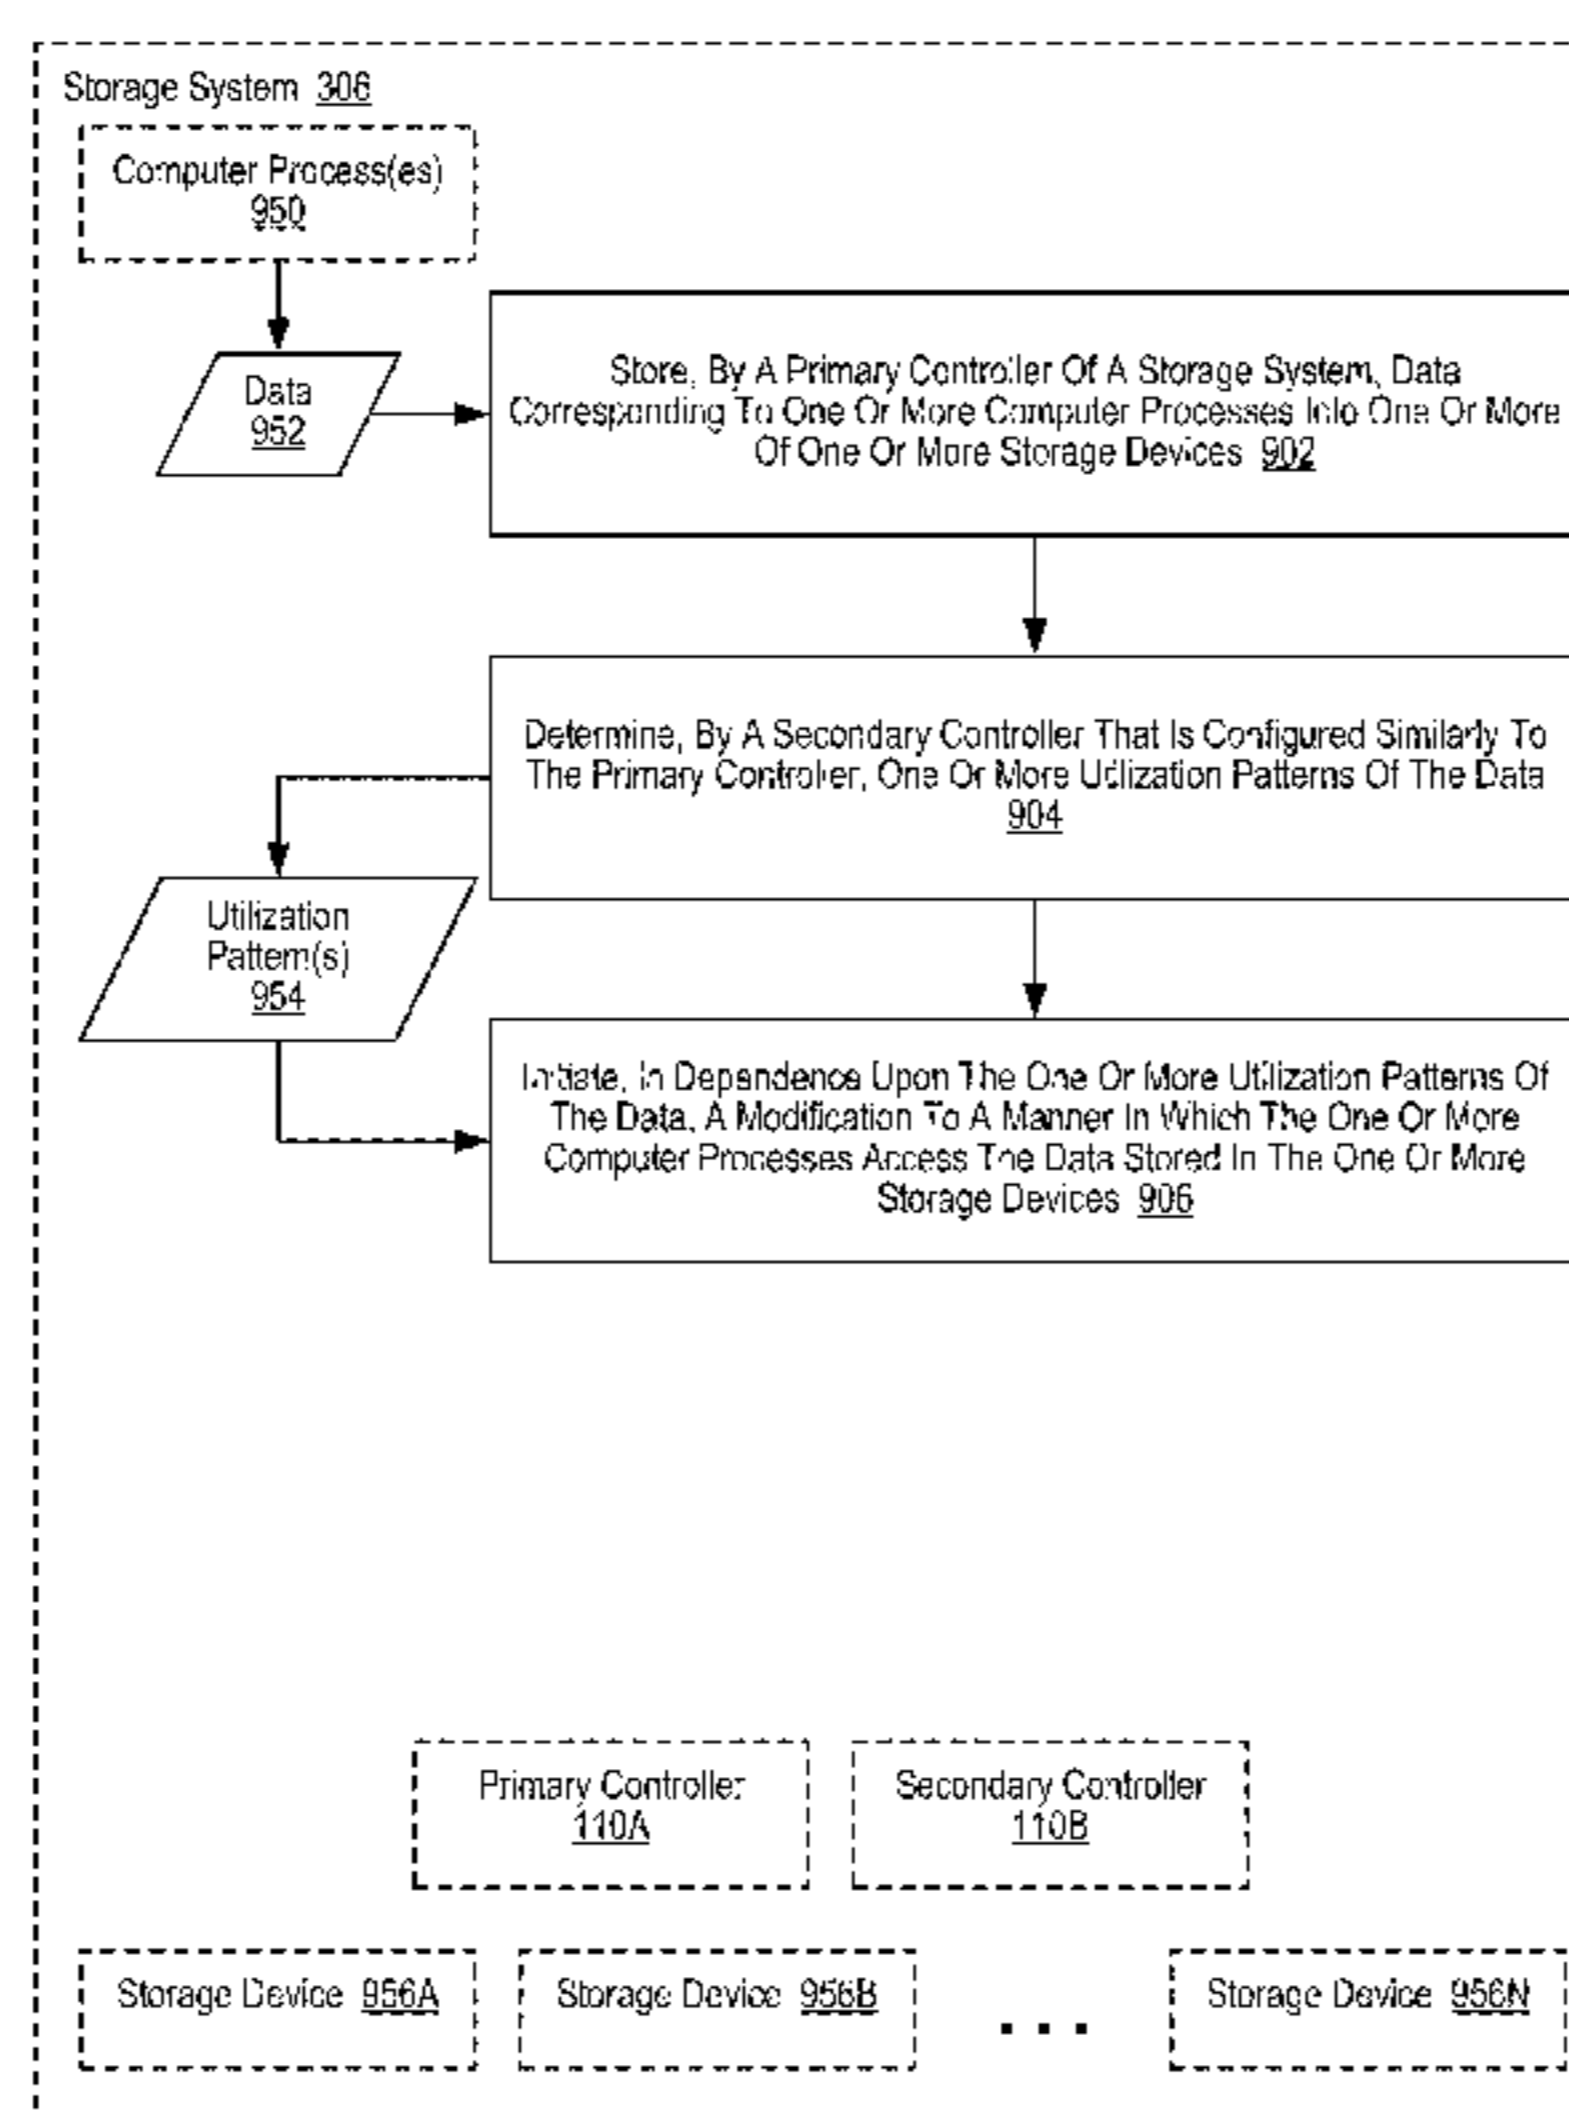 Storage System 306
Computer Process(es)
950
Data
952
Store, By A Primary Controller Of A Storage System, Data
Corresponding To One Or More Computer Processes Into One Or More
Of One Or More Storage Devices 902
Determine, By A Secondary Controller That Is Configured Similarly To
The Primary Controller, One Or More Utilization Patterns Of The Data
904
Utilization
Pattern(s)
954
Initiate, In Dependence Upon The One Or More Utilization Patterns Of
The Data, A Modification To A Manner In Which The One Or More
Computer Processes Access The Data Stored In The One Or More
Storage Devices 906
Primary Controller
110A
Secondary Controller
110B
Storage Device 956A
Storage Device 956B
. . .
Storage Device 956N